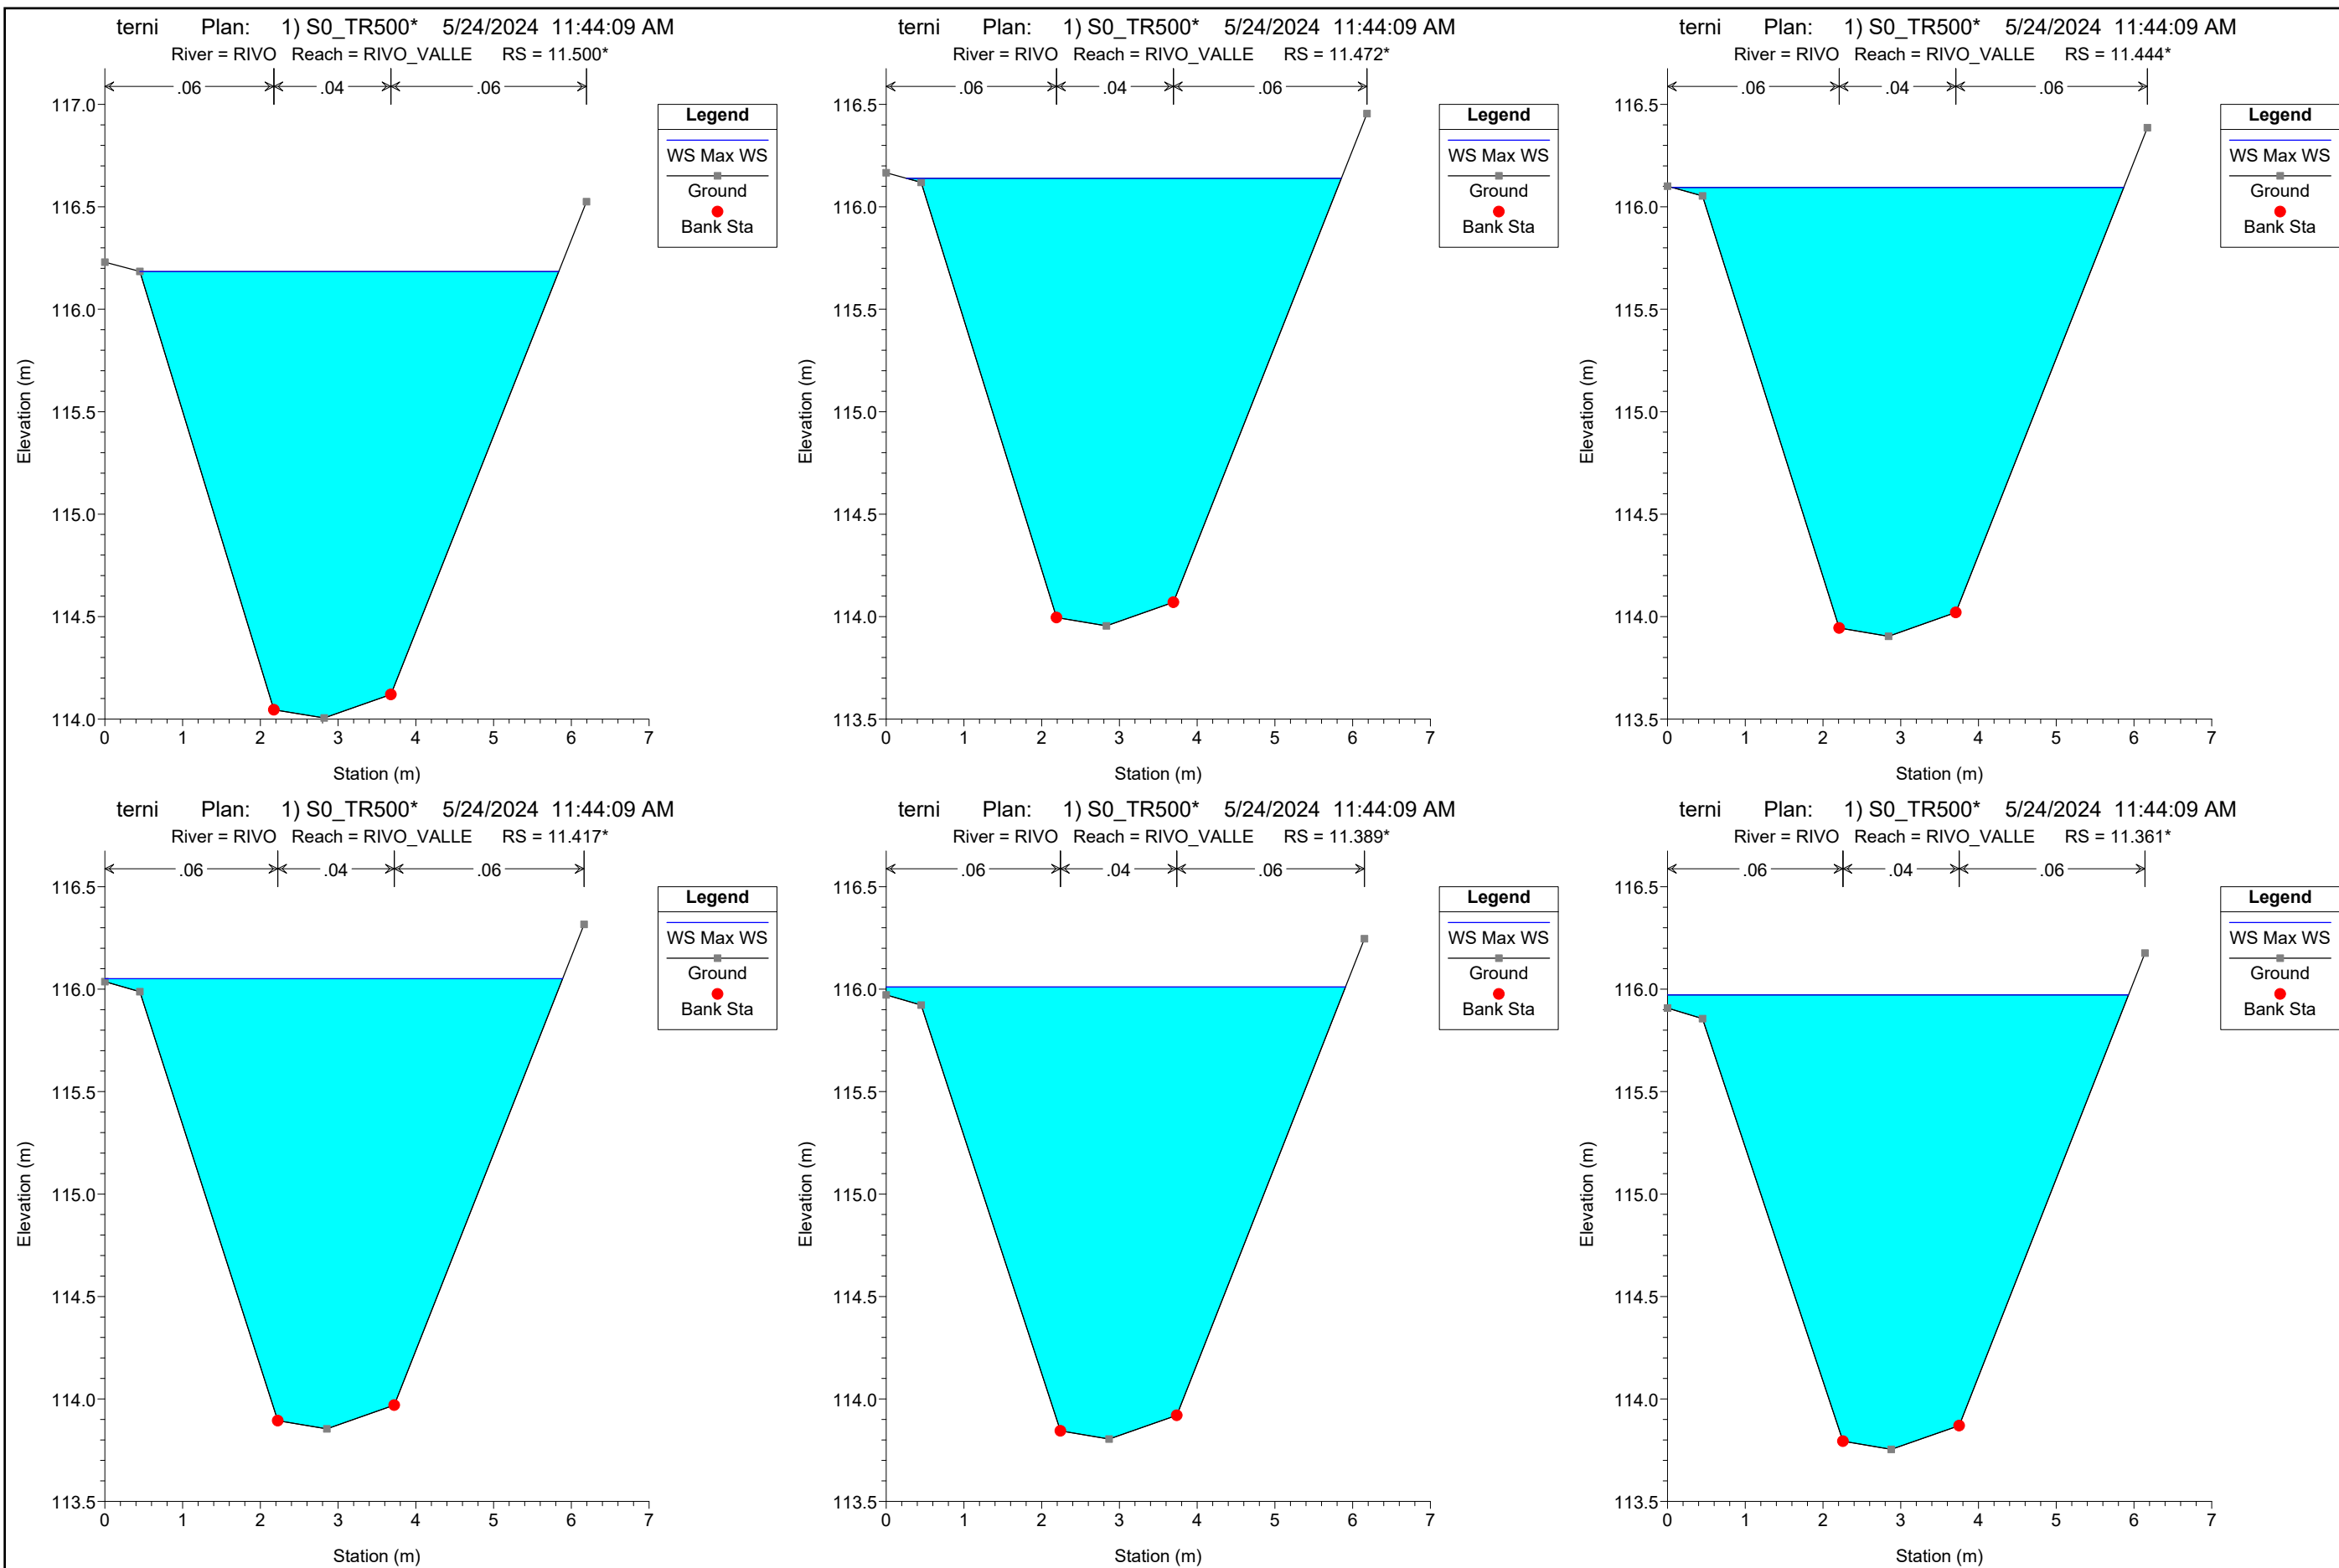 terni Plan: 1) S0_TR500* 5/24/2024 11:44:09 AM
River = RIVO Reach = RIVO_VALLE RS = 11.500*
.06 .04 .06
Legend
WS Max WS
Ground
Bank Sta
117.0
116.5
116.0
115.5
115.0
114.5
114.0
Elevation (m)
0 1 2 3 4 5 6 7
Station (m)
terni Plan: 1) S0_TR500* 5/24/2024 11:44:09 AM
River = RIVO Reach = RIVO_VALLE RS = 11.472*
.06 .04 .06
Legend
WS Max WS
Ground
Bank Sta
116.5
116.0
115.5
115.0
114.5
114.0
113.5
Elevation (m)
0 1 2 3 4 5 6 7
Station (m)
terni Plan: 1) S0_TR500* 5/24/2024 11:44:09 AM
River = RIVO Reach = RIVO_VALLE RS = 11.444*
.06 .04 .06
Legend
WS Max WS
Ground
Bank Sta
116.5
116.0
115.5
115.0
114.5
114.0
113.5
Elevation (m)
0 1 2 3 4 5 6 7
Station (m)
terni Plan: 1) S0_TR500* 5/24/2024 11:44:09 AM
River = RIVO Reach = RIVO_VALLE RS = 11.417*
.06 .04 .06
Legend
WS Max WS
Ground
Bank Sta
116.5
116.0
115.5
115.0
114.5
114.0
113.5
Elevation (m)
0 1 2 3 4 5 6 7
Station (m)
terni Plan: 1) S0_TR500* 5/24/2024 11:44:09 AM
River = RIVO Reach = RIVO_VALLE RS = 11.389*
.06 .04 .06
Legend
WS Max WS
Ground
Bank Sta
116.5
116.0
115.5
115.0
114.5
114.0
113.5
Elevation (m)
0 1 2 3 4 5 6 7
Station (m)
terni Plan: 1) S0_TR500* 5/24/2024 11:44:09 AM
River = RIVO Reach = RIVO_VALLE RS = 11.361*
.06 .04 .06
Legend
WS Max WS
Ground
Bank Sta
116.5
116.0
115.5
115.0
114.5
114.0
113.5
Elevation (m)
0 1 2 3 4 5 6 7
Station (m)